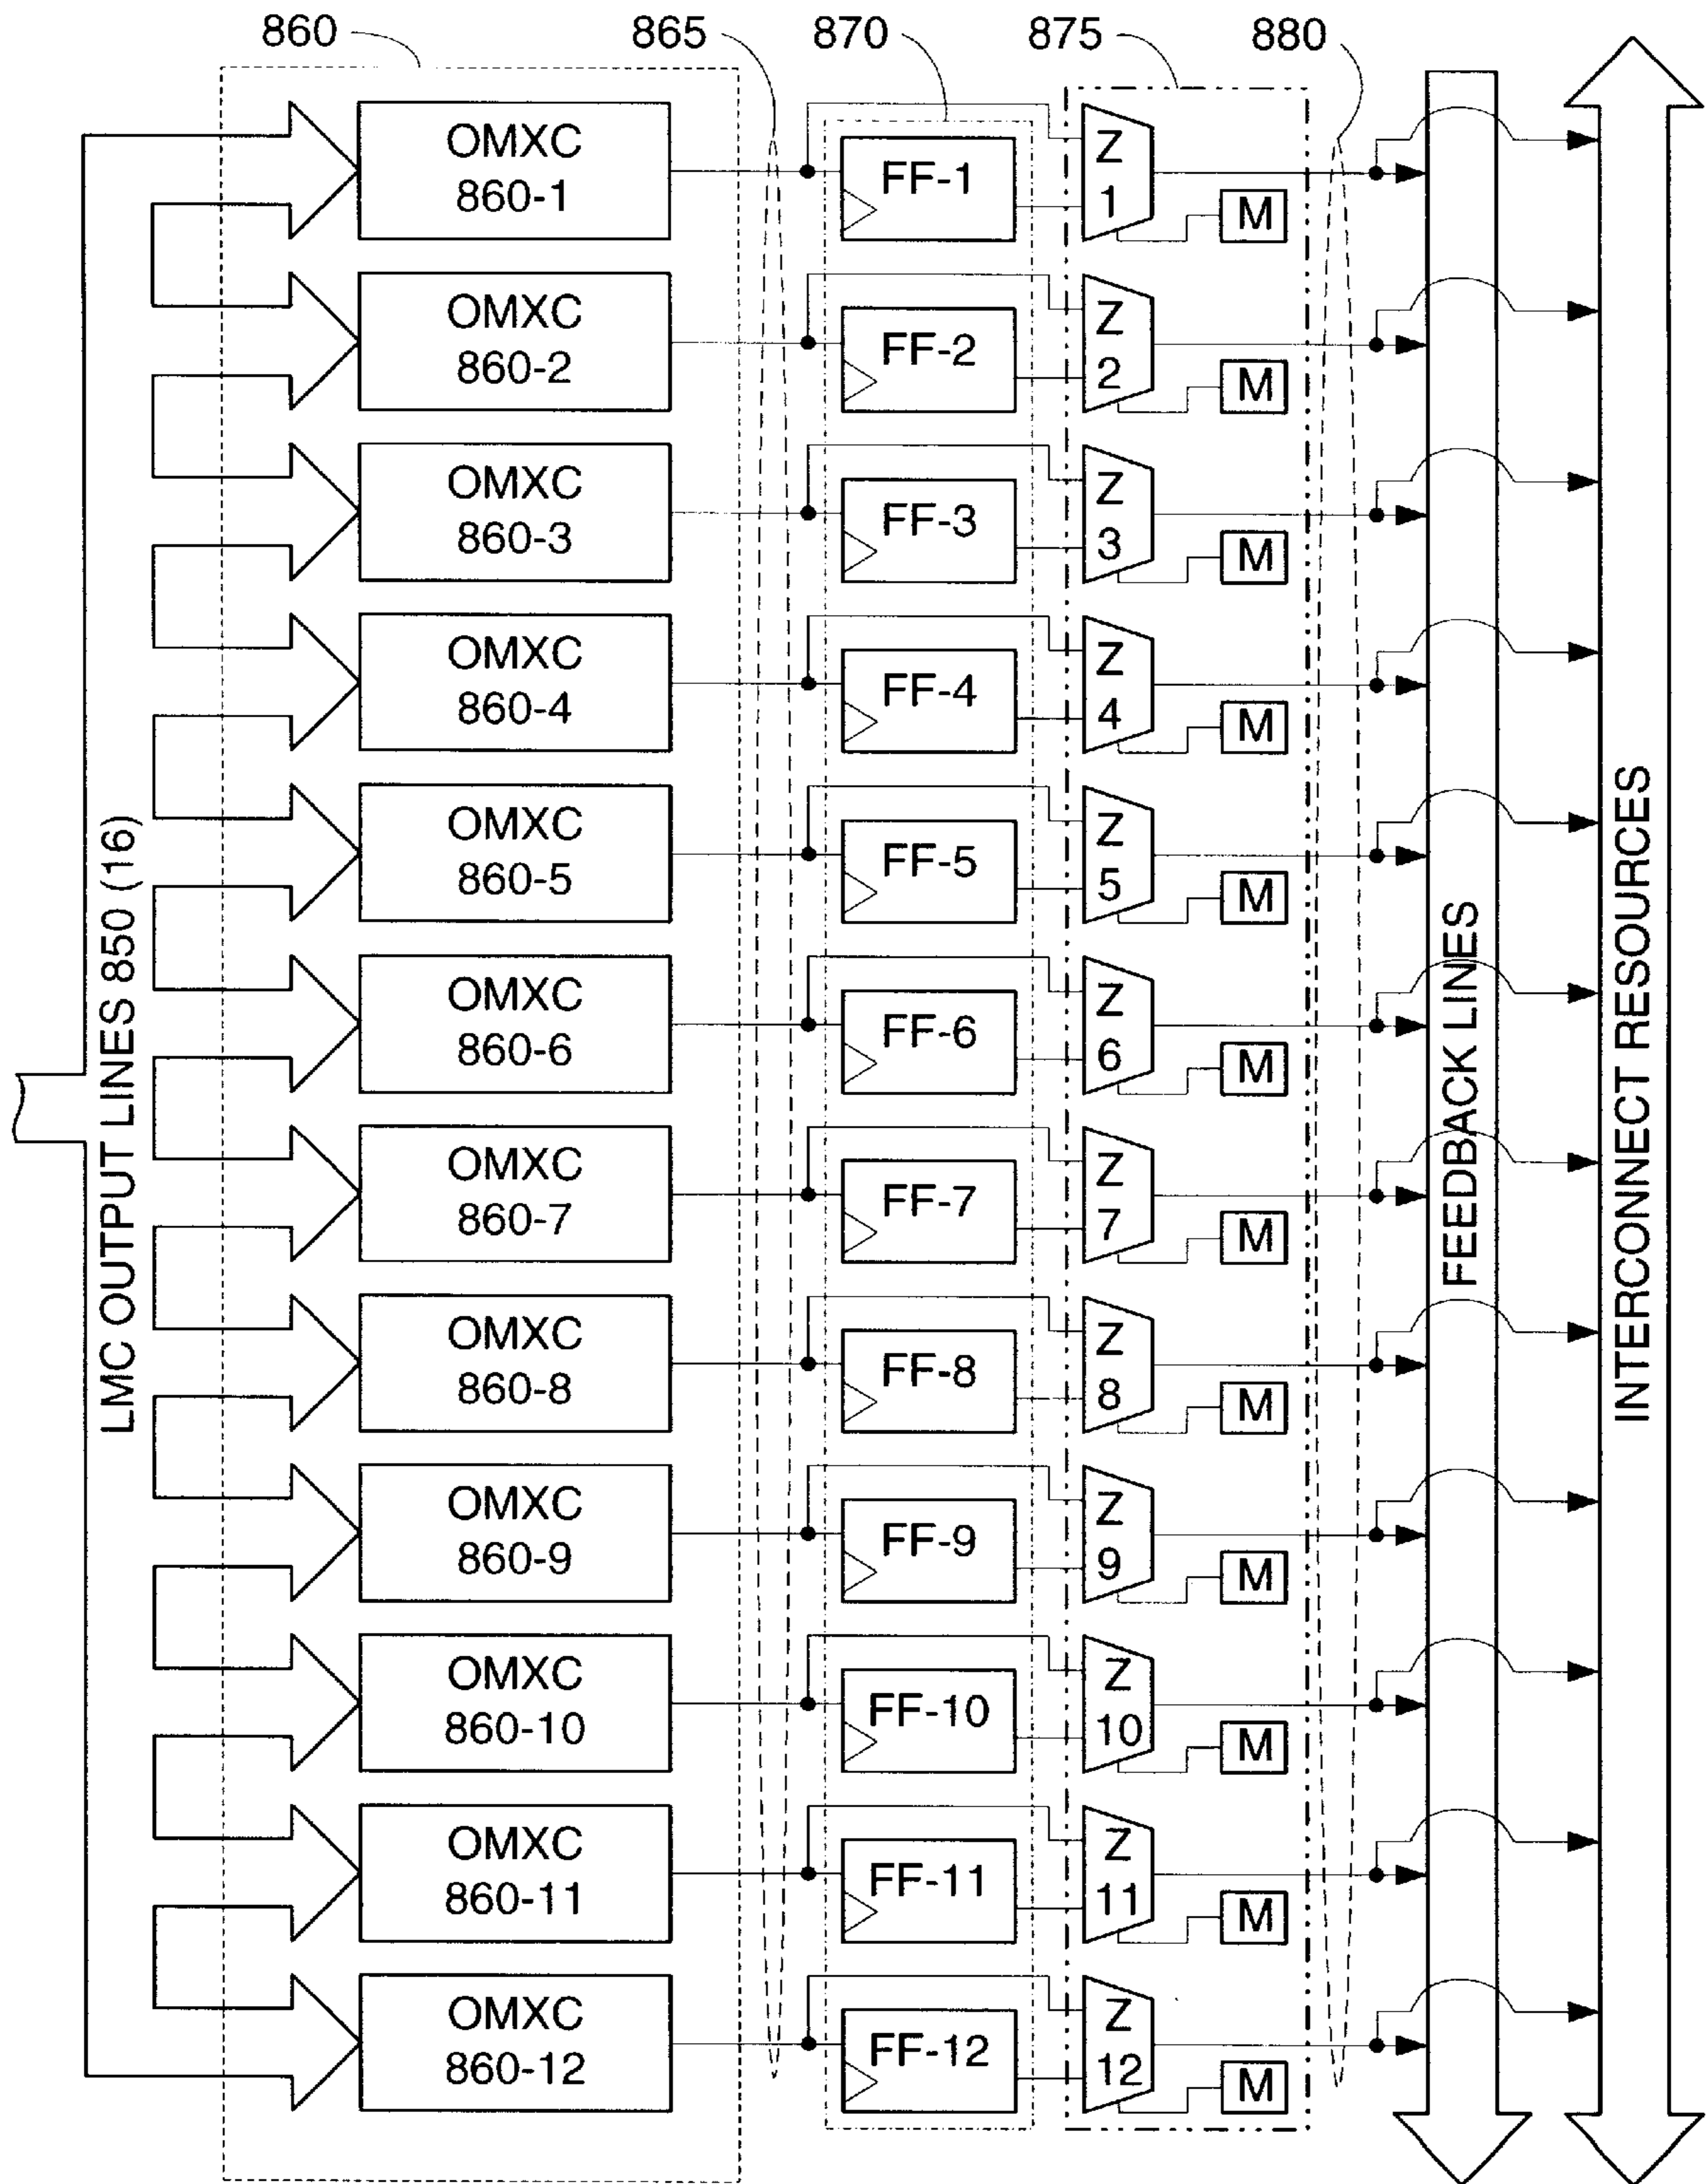 860 865 870 875 880
OMXC
860-1
FF-1
Z
1
M
OMXC
860-2
FF-2
Z
2
M
OMXC
860-3
FF-3
Z
3
M
OMXC
860-4
FF-4
Z
4
M
OMXC
860-5
FF-5
Z
5
M
OMXC
860-6
FF-6
Z
6
M
OMXC
860-7
FF-7
Z
7
M
OMXC
860-8
FF-8
Z
8
M
OMXC
860-9
FF-9
Z
9
M
OMXC
860-10
FF-10
Z
10
M
OMXC
860-11
FF-11
Z
11
M
OMXC
860-12
FF-12
Z
12
M
LMC OUTPUT LINES 850 (16)
FEEDBACK LINES
INTERCONNECT RESOURCES